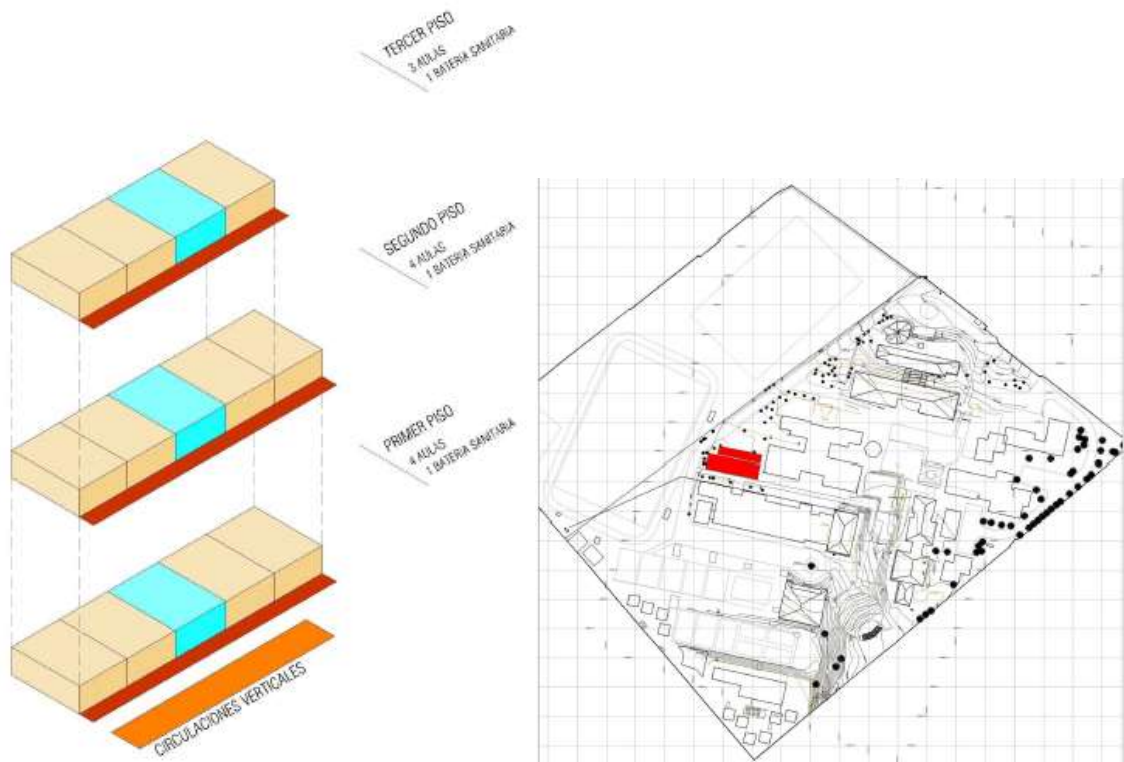 TERCER PISO
3 AULAS
1 BATERIA SANITARIA
SEGUNDO PISO
4 AULAS
1 BATERIA SANITARIA
PRIMER PISO
4 AULAS
1 BATERIA SANITARIA
CIRCULACIONES VERTICALES